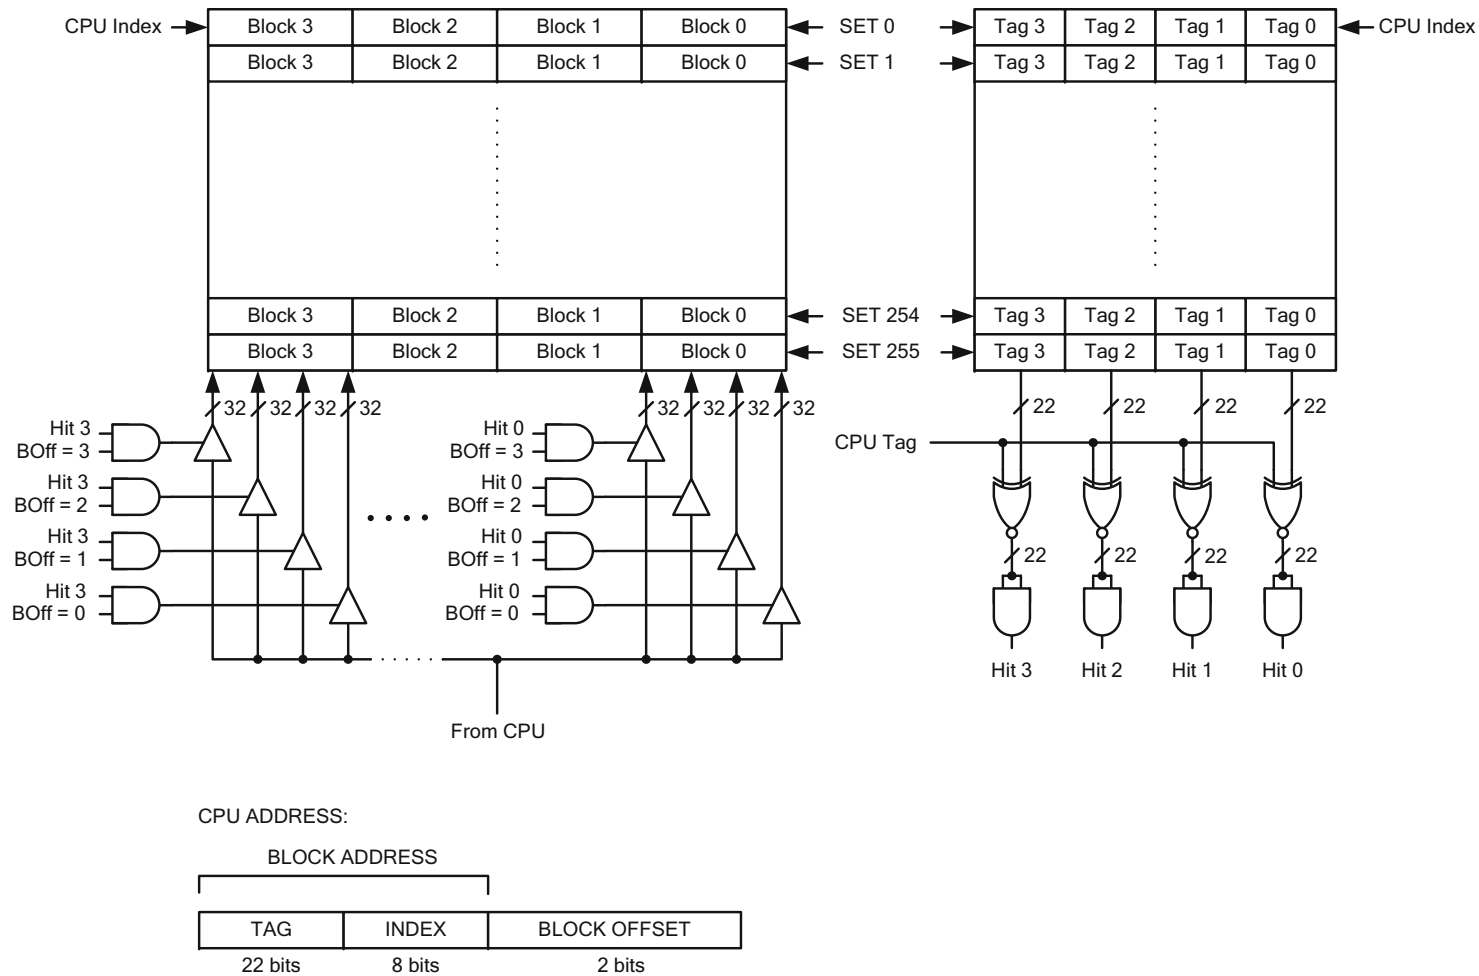 CPU Index Block 3 Block 2 Block 1 Block 0 SET 0 Tag 3 Tag 2 Tag 1 Tag 0 CPU Index
Block 3 Block 2 Block 1 Block 0 SET 1 Tag 3 Tag 2 Tag 1 Tag 0
Block 3 Block 2 Block 1 Block 0 SET 254 Tag 3 Tag 2 Tag 1 Tag 0
Block 3 Block 2 Block 1 Block 0 SET 255 Tag 3 Tag 2 Tag 1 Tag 0
32 32 32 32 32 32 32 32 22 22 22 22
Hit 3 Hit 0
BOff = 3 BOff = 3 CPU Tag
Hit 3 Hit 0
BOff = 2 BOff = 2
Hit 3 Hit 0
BOff = 1 BOff = 1 22 22 22 22
Hit 3 Hit 0
BOff = 0 BOff = 0
Hit 3 Hit 2 Hit 1 Hit 0
From CPU
CPU ADDRESS:
BLOCK ADDRESS
TAG INDEX BLOCK OFFSET
22 bits 8 bits 2 bits